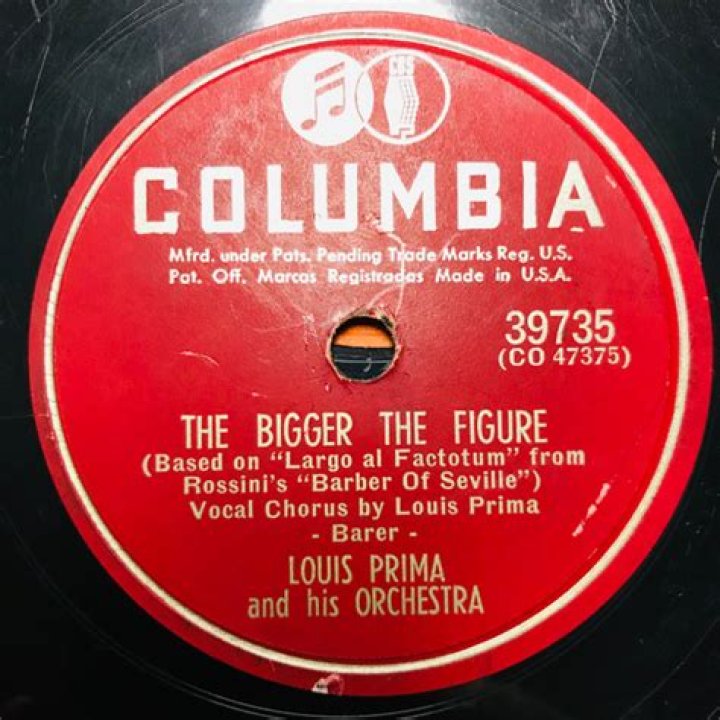 CBS
COLUMBIA
Mfrd. under Pats. Pending Trade Marks Reg. U.S.
Pat. Off. Marcas Registradas Made in U.S.A.
39735
(CO 47375)
THE BIGGER THE FIGURE
(Based on "Largo al Factotum" from
Rossini's "Barber Of Seville")
Vocal Chorus by Louis Prima
- Barer -
LOUIS PRIMA
and his ORCHESTRA